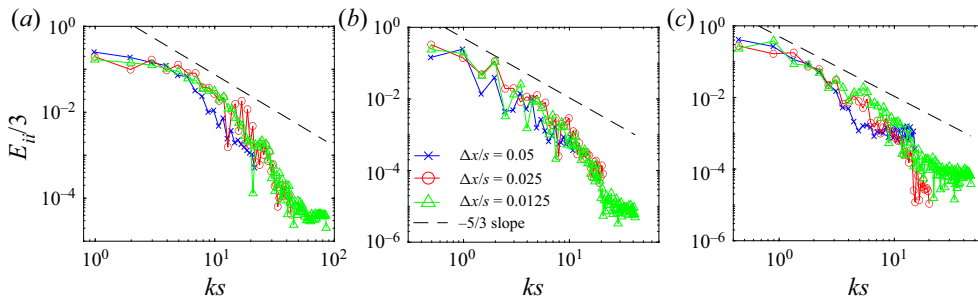 (a) (b) (c)
10^0 10^0 10^0
10^-2 10^-2 10^-2
10^-4 10^-4 10^-4
10^-6 10^-6
E_ii/3
Δx/s = 0.05
Δx/s = 0.025
Δx/s = 0.0125
–5/3 slope
10^0 10^1 10^2 10^0 10^1 10^0 10^1
ks ks ks